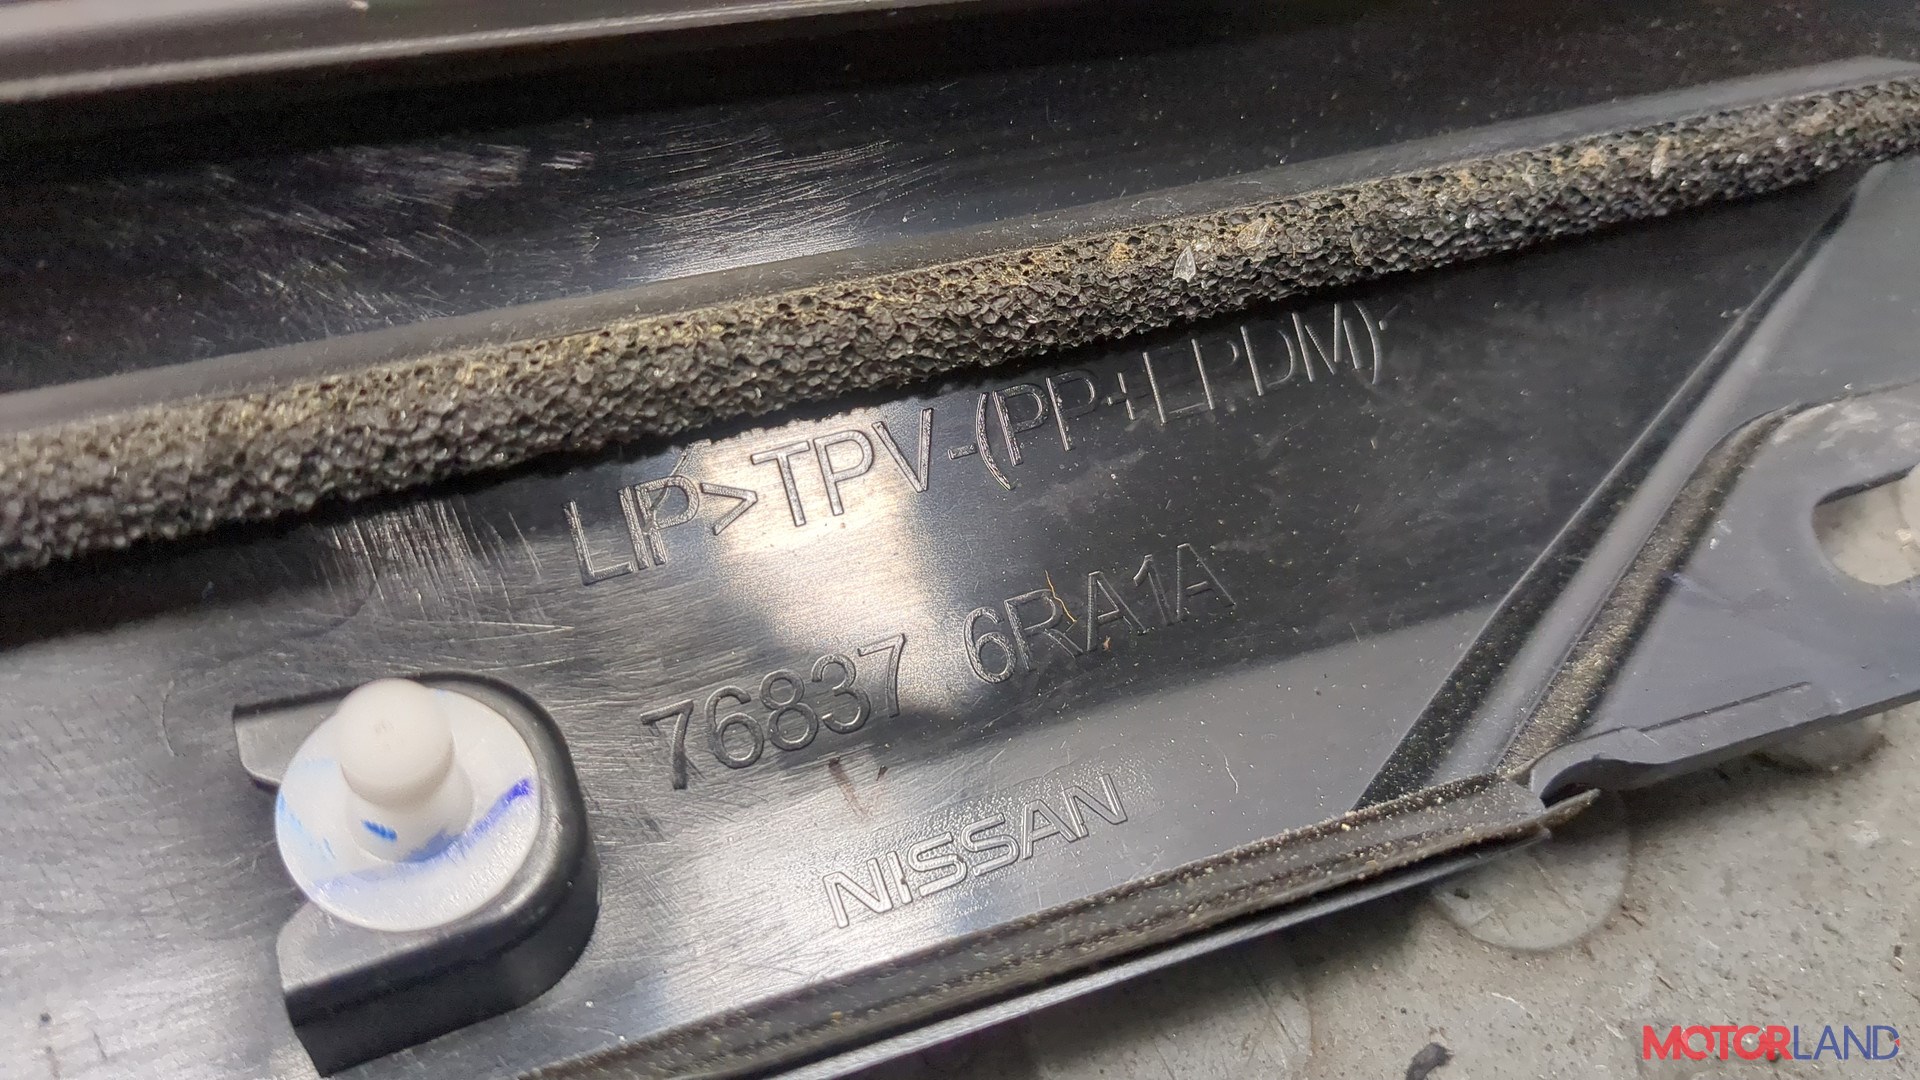 LIP>TPV-(PP+EPDM)
76837 6RA1A
NISSAN
MOTORLAND